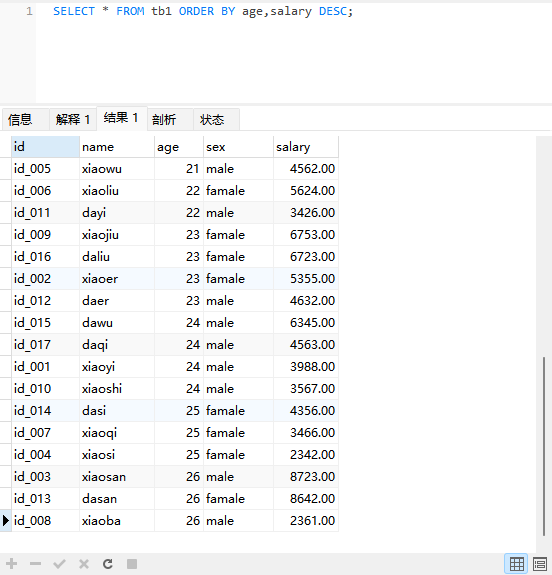 1 SELECT * FROM tb1 ORDER BY age,salary DESC;
信息 解释 1 结果 1 剖析 状态
id name age sex salary
id_005 xiaowu 21 male 4562.00
id_006 xiaoliu 22 famale 5624.00
id_011 dayi 22 male 3426.00
id_009 xiaojiu 23 famale 6753.00
id_016 daliu 23 famale 6723.00
id_002 xiaoer 23 famale 5355.00
id_012 daer 23 male 4632.00
id_015 dawu 24 male 6345.00
id_017 daqi 24 male 4563.00
id_001 xiaoyi 24 male 3988.00
id_010 xiaoshi 24 male 3567.00
id_014 dasi 25 famale 4356.00
id_007 xiaoqi 25 famale 3466.00
id_004 xiaosi 25 famale 2342.00
id_003 xiaosan 26 male 8723.00
id_013 dasan 26 famale 8642.00
id_008 xiaoba 26 male 2361.00